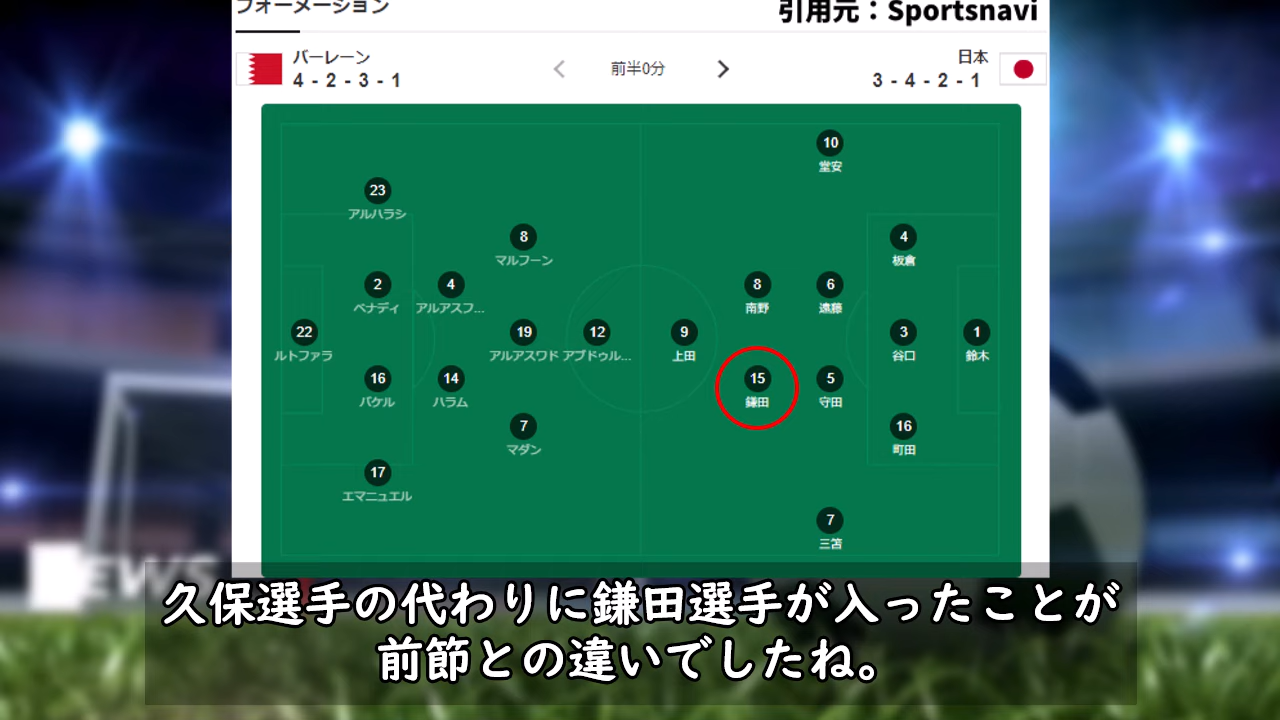 フォーメーション
引用元：Sportsnavi
バーレーン
4 - 2 - 3 - 1
前半0分
日本
3 - 4 - 2 - 1
10
堂安
23
アルハラシ
8
マルフーン
4
板倉
2
ベナディ
4
アルアスフ...
8
南野
6
遠藤
22
ルトファラ
19
アルアスワド
12
アブドゥル...
9
上田
3
谷口
1
鈴木
16
バケル
14
ハラム
15
鎌田
5
守田
7
マダン
16
町田
17
エマニュエル
7
三笘
EWS
久保選手の代わりに鎌田選手が入ったことが
前節との違いでしたね。